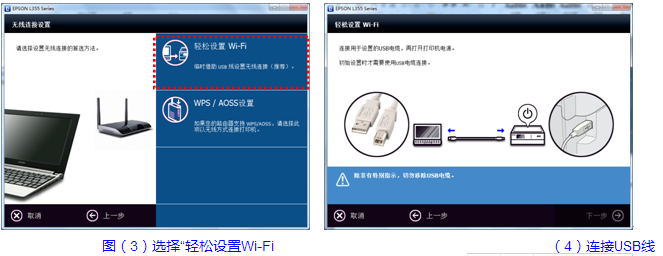 EPSON L355 Series
无线连接设置
请选择设置无线连接的首选方法。
轻松设置 Wi-Fi
临时借助 USB 线设置无线连接（推荐）。
WPS / AOSS设置
如果您的路由器支持 WPS/AOSS，请选择此
项以无线方式连接打印机。
取消
上一步
图（3）选择“轻松设置Wi-Fi
EPSON L355 Series
轻松设置 Wi-Fi
连接用于设置的USB电缆，再打开打印机电源。
初始设置时才需要使用USB电缆连接。
除非有特别指示，切勿移除USB电缆。
取消
上一步
下一步
（4）连接USB线